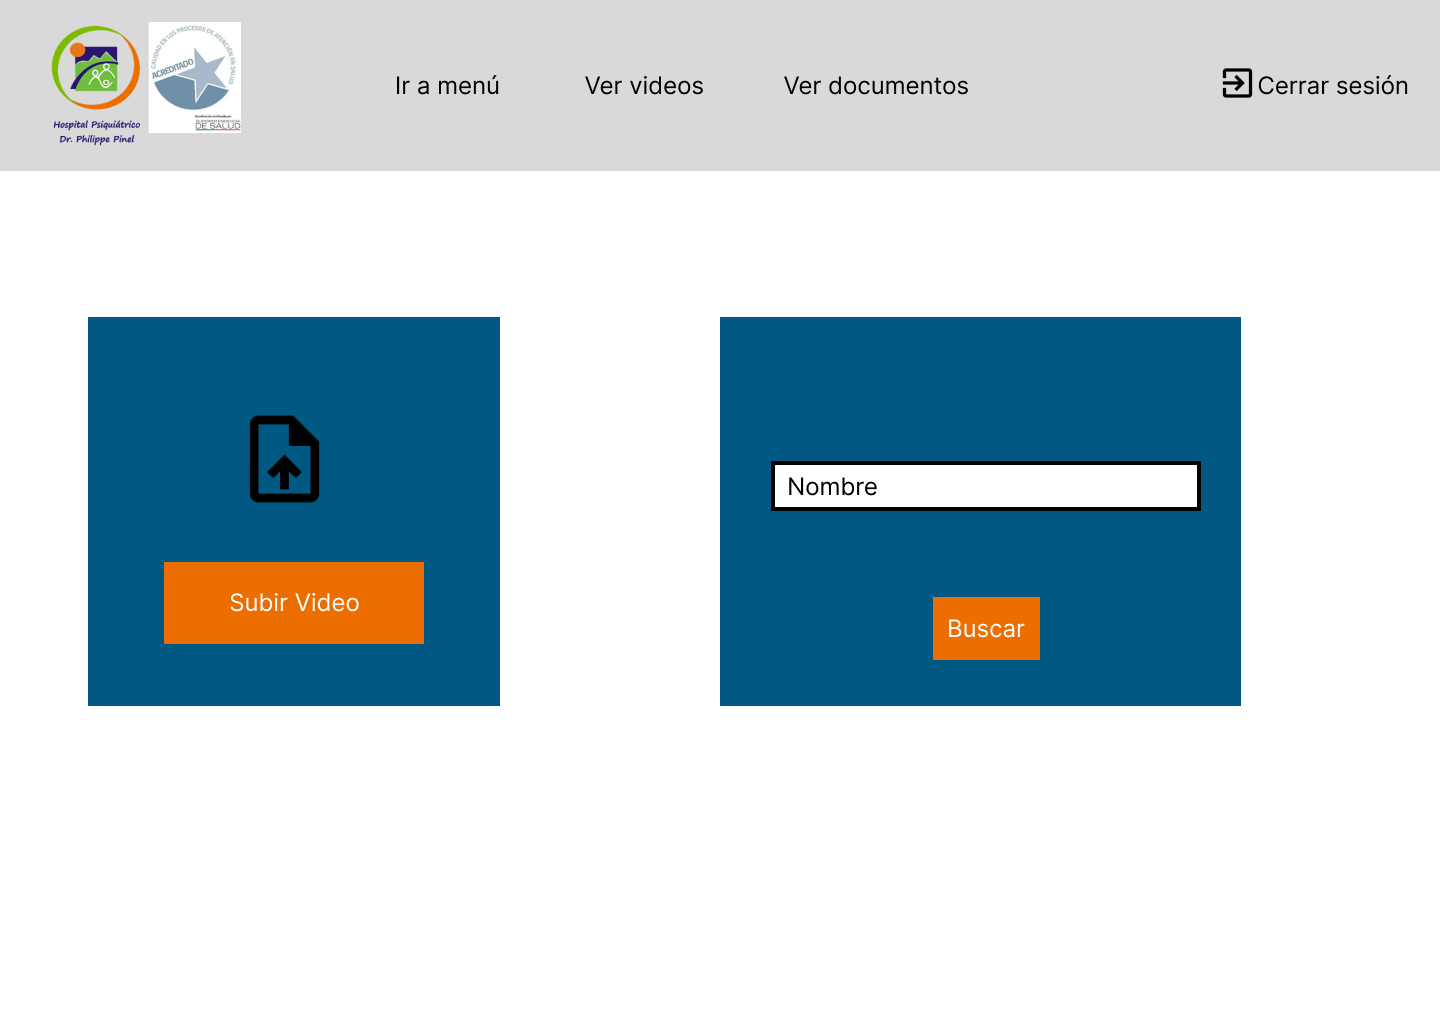 Hospital Psiquiátrico
Dr. Philippe Pinel
CALIDAD EN LOS PROCESOS DE ATENCIÓN EN SALUD
ACREDITADO
SUPERINTENDENCIA
DE SALUD
Ir a menú
Ver videos
Ver documentos
Cerrar sesión
Subir Video
Nombre
Buscar